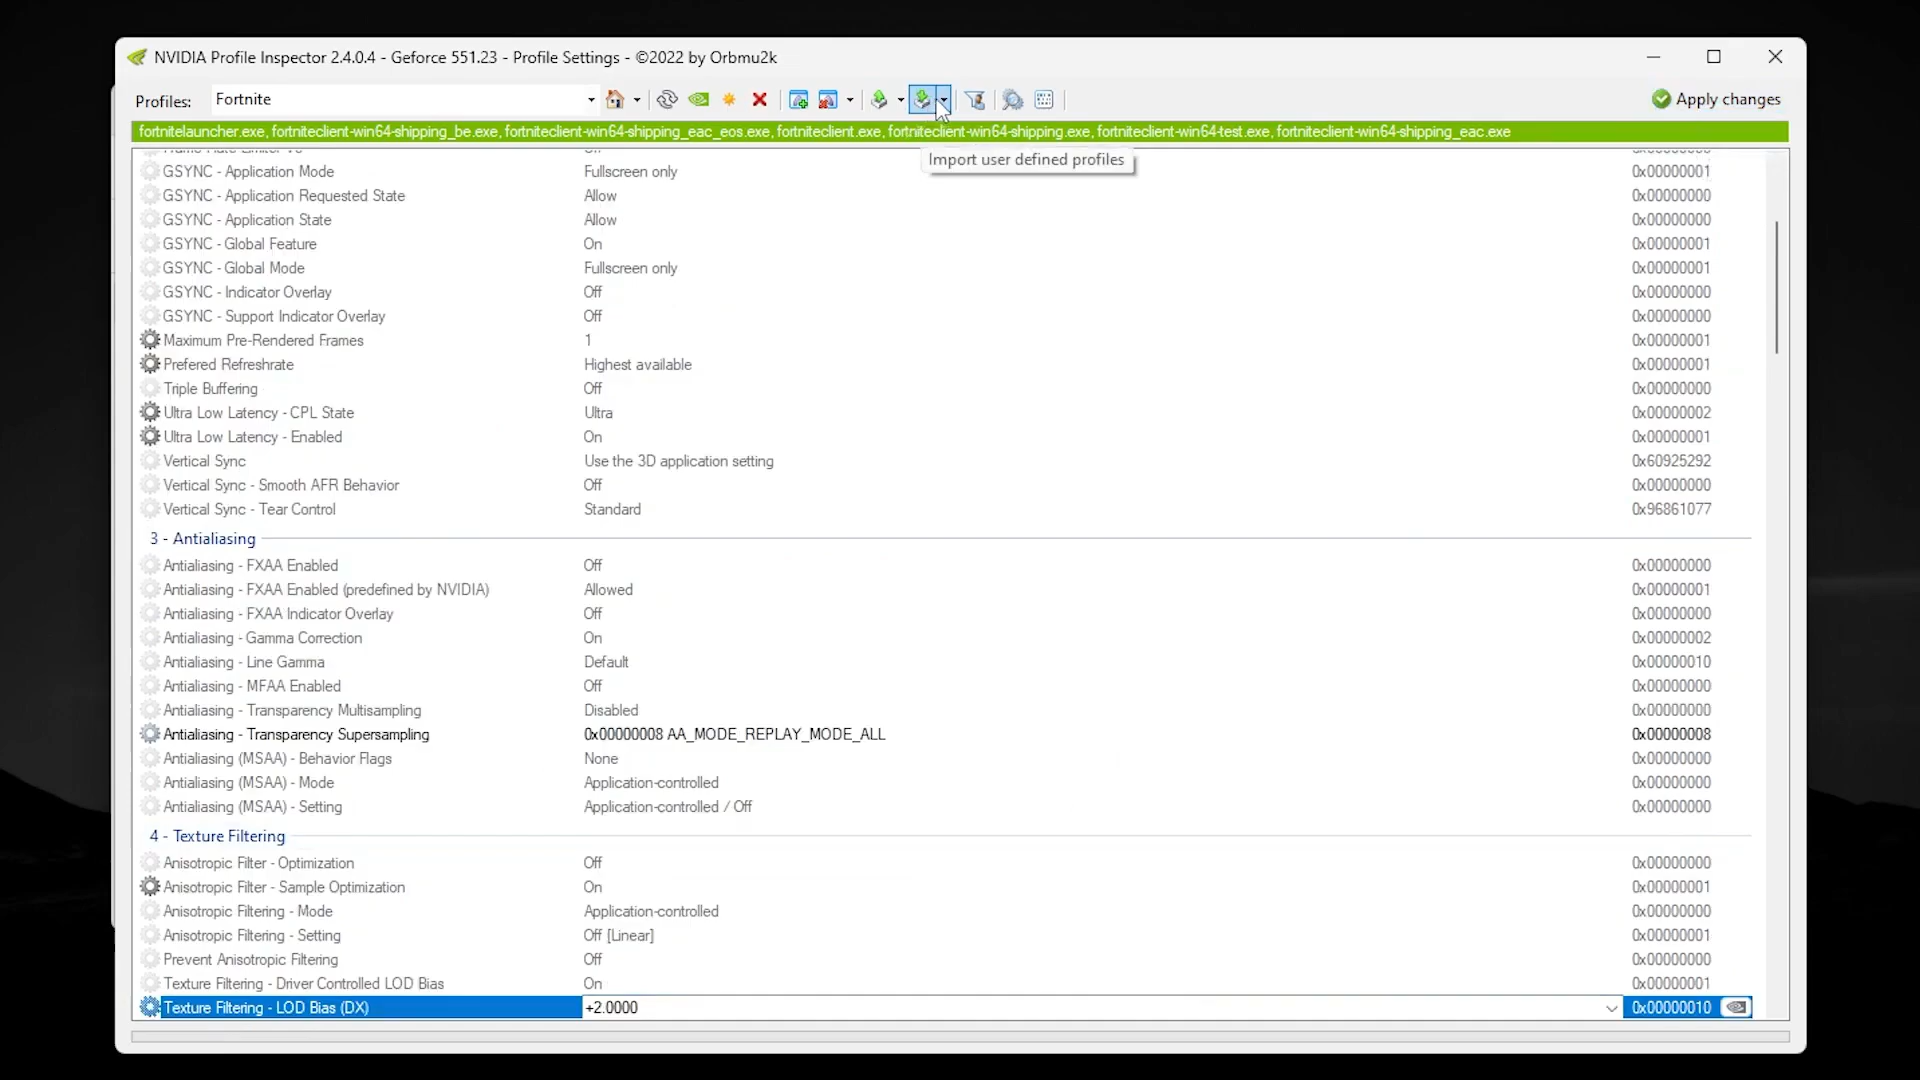 NVIDIA Profile Inspector 2.4.0.4 - Geforce 551.23 - Profile Settings - ©2022 by Orbmu2k
Profiles: Fortnite Apply changes
fortnitelauncher.exe, fortniteclient-win64-shipping_be.exe, fortniteclient-win64-shipping_eac_eos.exe, fortniteclient.exe, fortniteclient-win64-shipping.exe, fortniteclient-win64-test.exe, fortniteclient-win64-shipping_eac.exe
Import user defined profiles
GSYNC - Application Mode Fullscreen only 0x00000001
GSYNC - Application Requested State Allow 0x00000000
GSYNC - Application State Allow 0x00000000
GSYNC - Global Feature On 0x00000001
GSYNC - Global Mode Fullscreen only 0x00000001
GSYNC - Indicator Overlay Off 0x00000000
GSYNC - Support Indicator Overlay Off 0x00000000
Maximum Pre-Rendered Frames 1 0x00000001
Prefered Refreshrate Highest available 0x00000001
Triple Buffering Off 0x00000000
Ultra Low Latency - CPL State Ultra 0x00000002
Ultra Low Latency - Enabled On 0x00000001
Vertical Sync Use the 3D application setting 0x60925292
Vertical Sync - Smooth AFR Behavior Off 0x00000000
Vertical Sync - Tear Control Standard 0x96861077
3 - Antialiasing
Antialiasing - FXAA Enabled Off 0x00000000
Antialiasing - FXAA Enabled (predefined by NVIDIA) Allowed 0x00000001
Antialiasing - FXAA Indicator Overlay Off 0x00000000
Antialiasing - Gamma Correction On 0x00000002
Antialiasing - Line Gamma Default 0x00000010
Antialiasing - MFAA Enabled Off 0x00000000
Antialiasing - Transparency Multisampling Disabled 0x00000000
Antialiasing - Transparency Supersampling 0x00000008 AA_MODE_REPLAY_MODE_ALL 0x00000008
Antialiasing (MSAA) - Behavior Flags None 0x00000000
Antialiasing (MSAA) - Mode Application-controlled 0x00000000
Antialiasing (MSAA) - Setting Application-controlled / Off 0x00000000
4 - Texture Filtering
Anisotropic Filter - Optimization Off 0x00000000
Anisotropic Filter - Sample Optimization On 0x00000001
Anisotropic Filtering - Mode Application-controlled 0x00000000
Anisotropic Filtering - Setting Off [Linear] 0x00000001
Prevent Anisotropic Filtering Off 0x00000000
Texture Filtering - Driver Controlled LOD Bias On 0x00000001
Texture Filtering - LOD Bias (DX) +2.0000 0x00000010